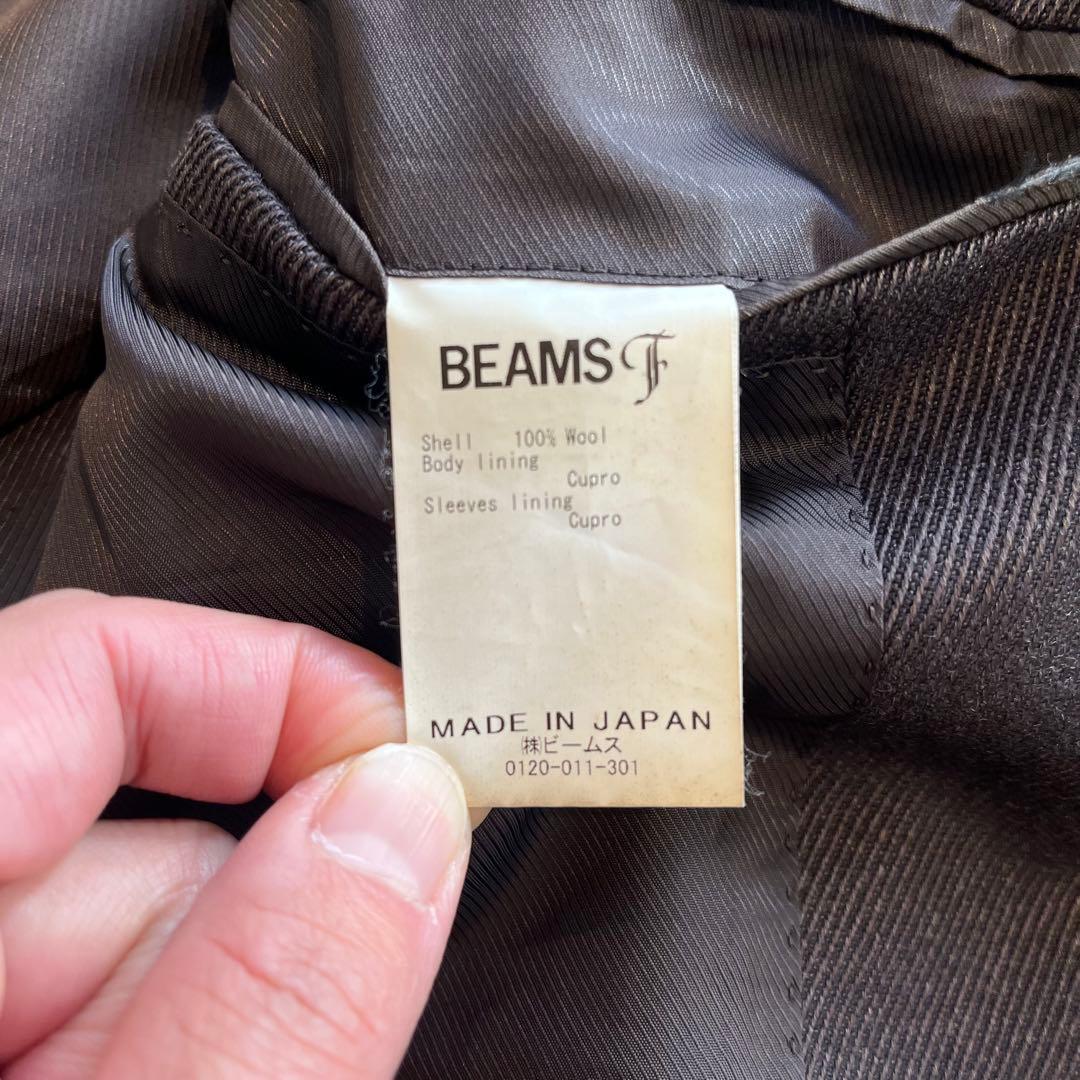 BEAMS F
Shell 100% Wool
Body lining
Cupro
Sleeves lining
Cupro
MADE IN JAPAN
㈱ビームス
0120-011-301